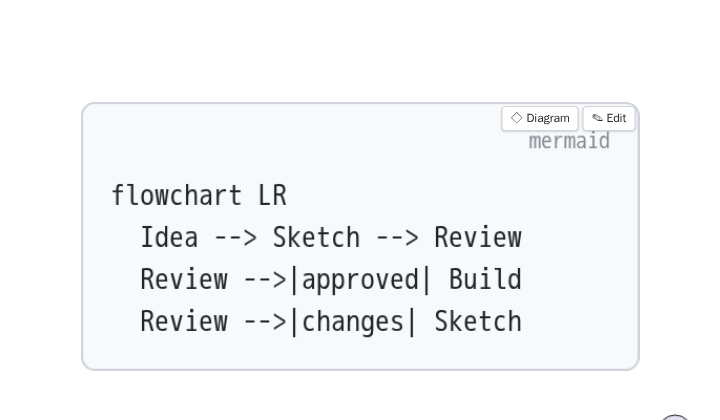 Diagram Edit
mermaid
flowchart LR
  Idea --> Sketch --> Review
  Review -->|approved| Build
  Review -->|changes| Sketch